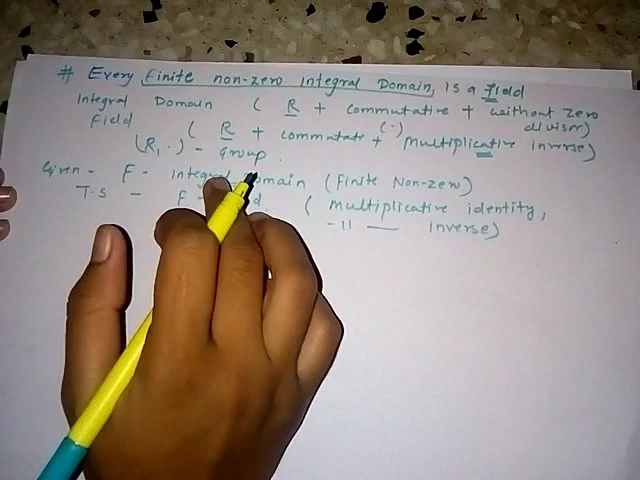 # Every finite non-zero Integral Domain, is a field
Integral Domain ( R + commutative + without zero divisor)
Field ( R + commutate (·) + multiplicative inverse)
(R, ·) - Group.
Given - F - Integral Domain (Finite Non-zero)
T.S - F - ( Multiplicative identity,
-11 — inverse)